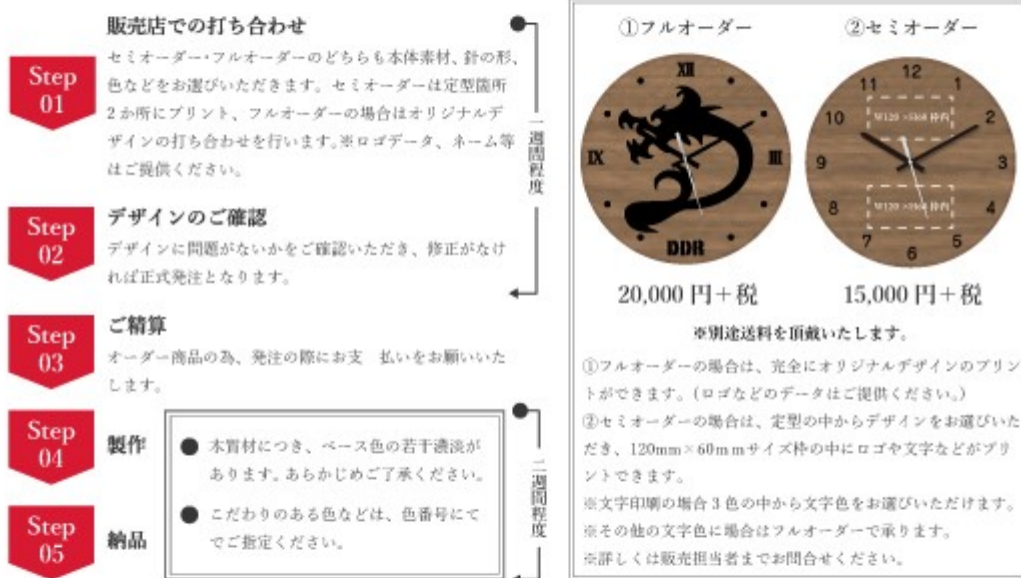 Step
01
販売店での打ち合わせ
セミオーダー・フルオーダーのどちらも本体素材、針の形、
色などをお選びいただきます。セミオーダーは定型箇所
2か所にプリント、フルオーダーの場合はオリジナルデ
ザインの打ち合わせを行います。※ロゴデータ、ネーム等
はご提供ください。
一週間程度
Step
02
デザインのご確認
デザインに問題がないかをご確認いただき、修正がなけ
れば正式発注となります。
Step
03
ご精算
オーダー商品の為、発注の際にお支 払いをお願いいた
します。
Step
04
製作
Step
05
納品
● 木質材につき、ベース色の若干濃淡が
あります。あらかじめご了承ください。
● こだわりのある色などは、色番号にて
でご指定ください。
二週間程度
①フルオーダー
XII
IX
III
DDR
20,000 円＋税
②セミオーダー
12
11
1
10
2
9
3
8
4
7
5
6
15,000 円＋税
※別途送料を頂戴いたします。
①フルオーダーの場合は、完全にオリジナルデザインのプリン
トができます。(ロゴなどのデータはご提供ください。)
②セミオーダーの場合は、定型の中からデザインをお選びいた
だき、120mm×60mmサイズ枠の中にロゴや文字などがプリ
ントできます。
※文字印刷の場合3色の中から文字色をお選びいただけます。
※その他の文字色に場合はフルオーダーで承ります。
※詳しくは販売担当者までお問合せください。